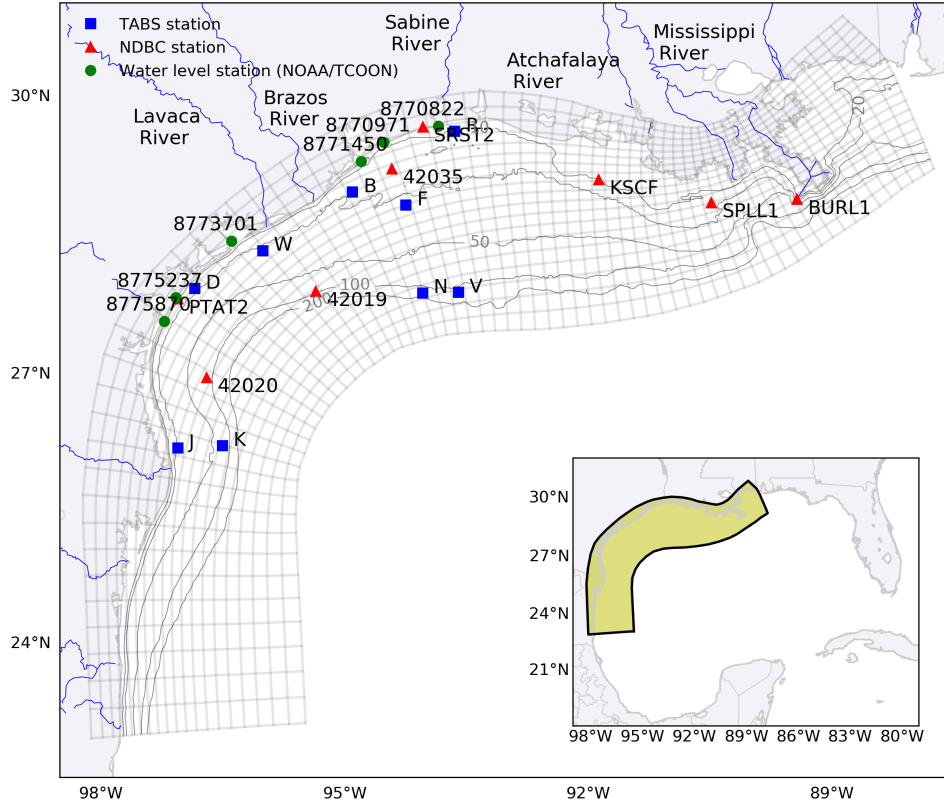 TABS station
NDBC station
Water level station (NOAA/TCOON)
Sabine
River
Mississippi
River
Atchafalaya
River
Brazos
River
Lavaca
River
30°N
27°N
24°N
98°W
95°W
92°W
89°W
8770822
8770971
8771450
R
SRST2
20
42035
B
F
KSCF
SPLL1
BURL1
8773701
W
50
8775237
D
8775870
PTAT2
100
200
42019
N
V
42020
J
K
30°N
27°N
24°N
21°N
98°W
95°W
92°W
89°W
86°W
83°W
80°W